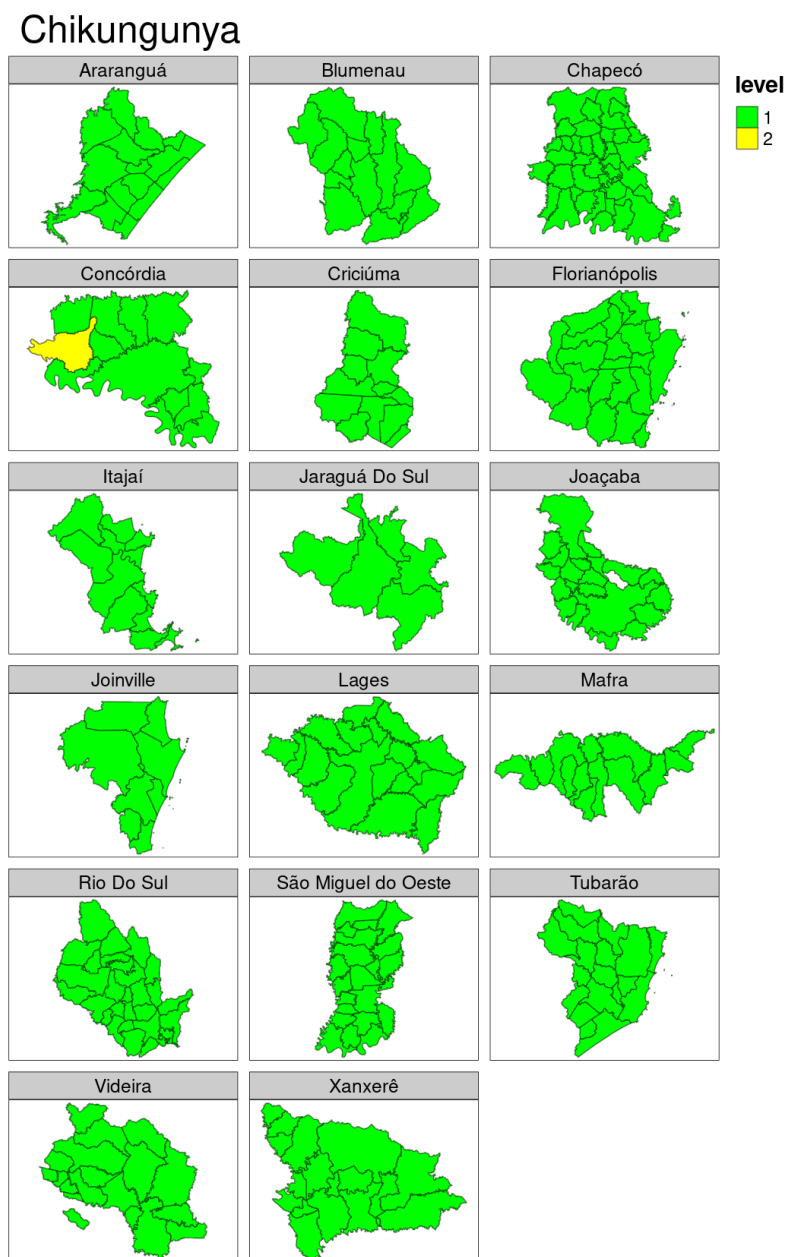 Chikungunya
Araranguá
Blumenau
Chapecó
level
1
2
Concórdia
Criciúma
Florianópolis
Itajaí
Jaraguá Do Sul
Joaçaba
Joinville
Lages
Mafra
Rio Do Sul
São Miguel do Oeste
Tubarão
Videira
Xanxerê